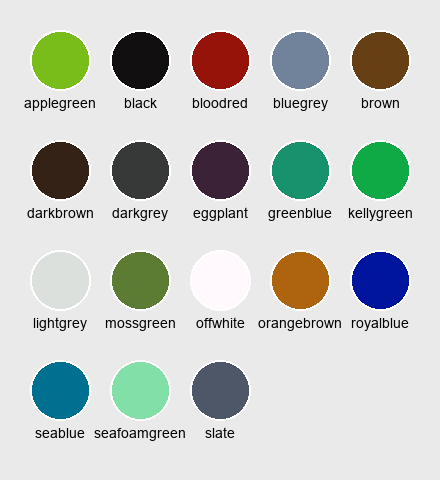 applegreen black bloodred bluegrey brown
darkbrown darkgrey eggplant greenblue kellygreen
lightgrey mossgreen offwhite orangebrown royalblue
seablue seafoamgreen slate